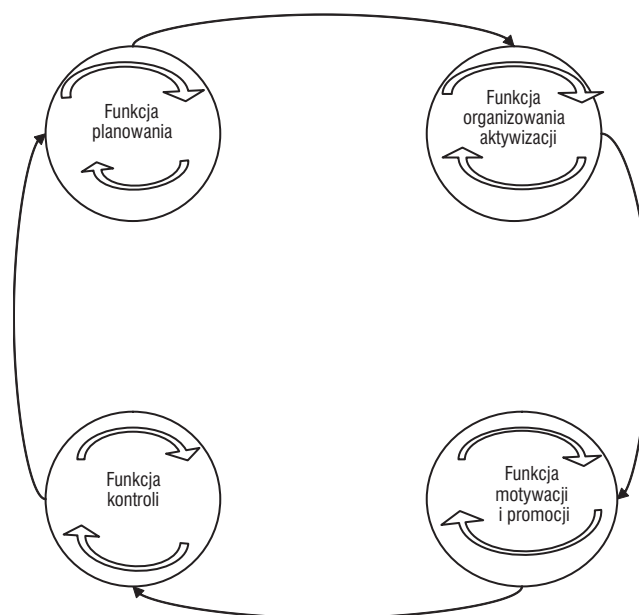 Funkcja
planowania
Funkcja
organizowania
aktywizacji
Funkcja
kontroli
Funkcja
motywacji
i promocji